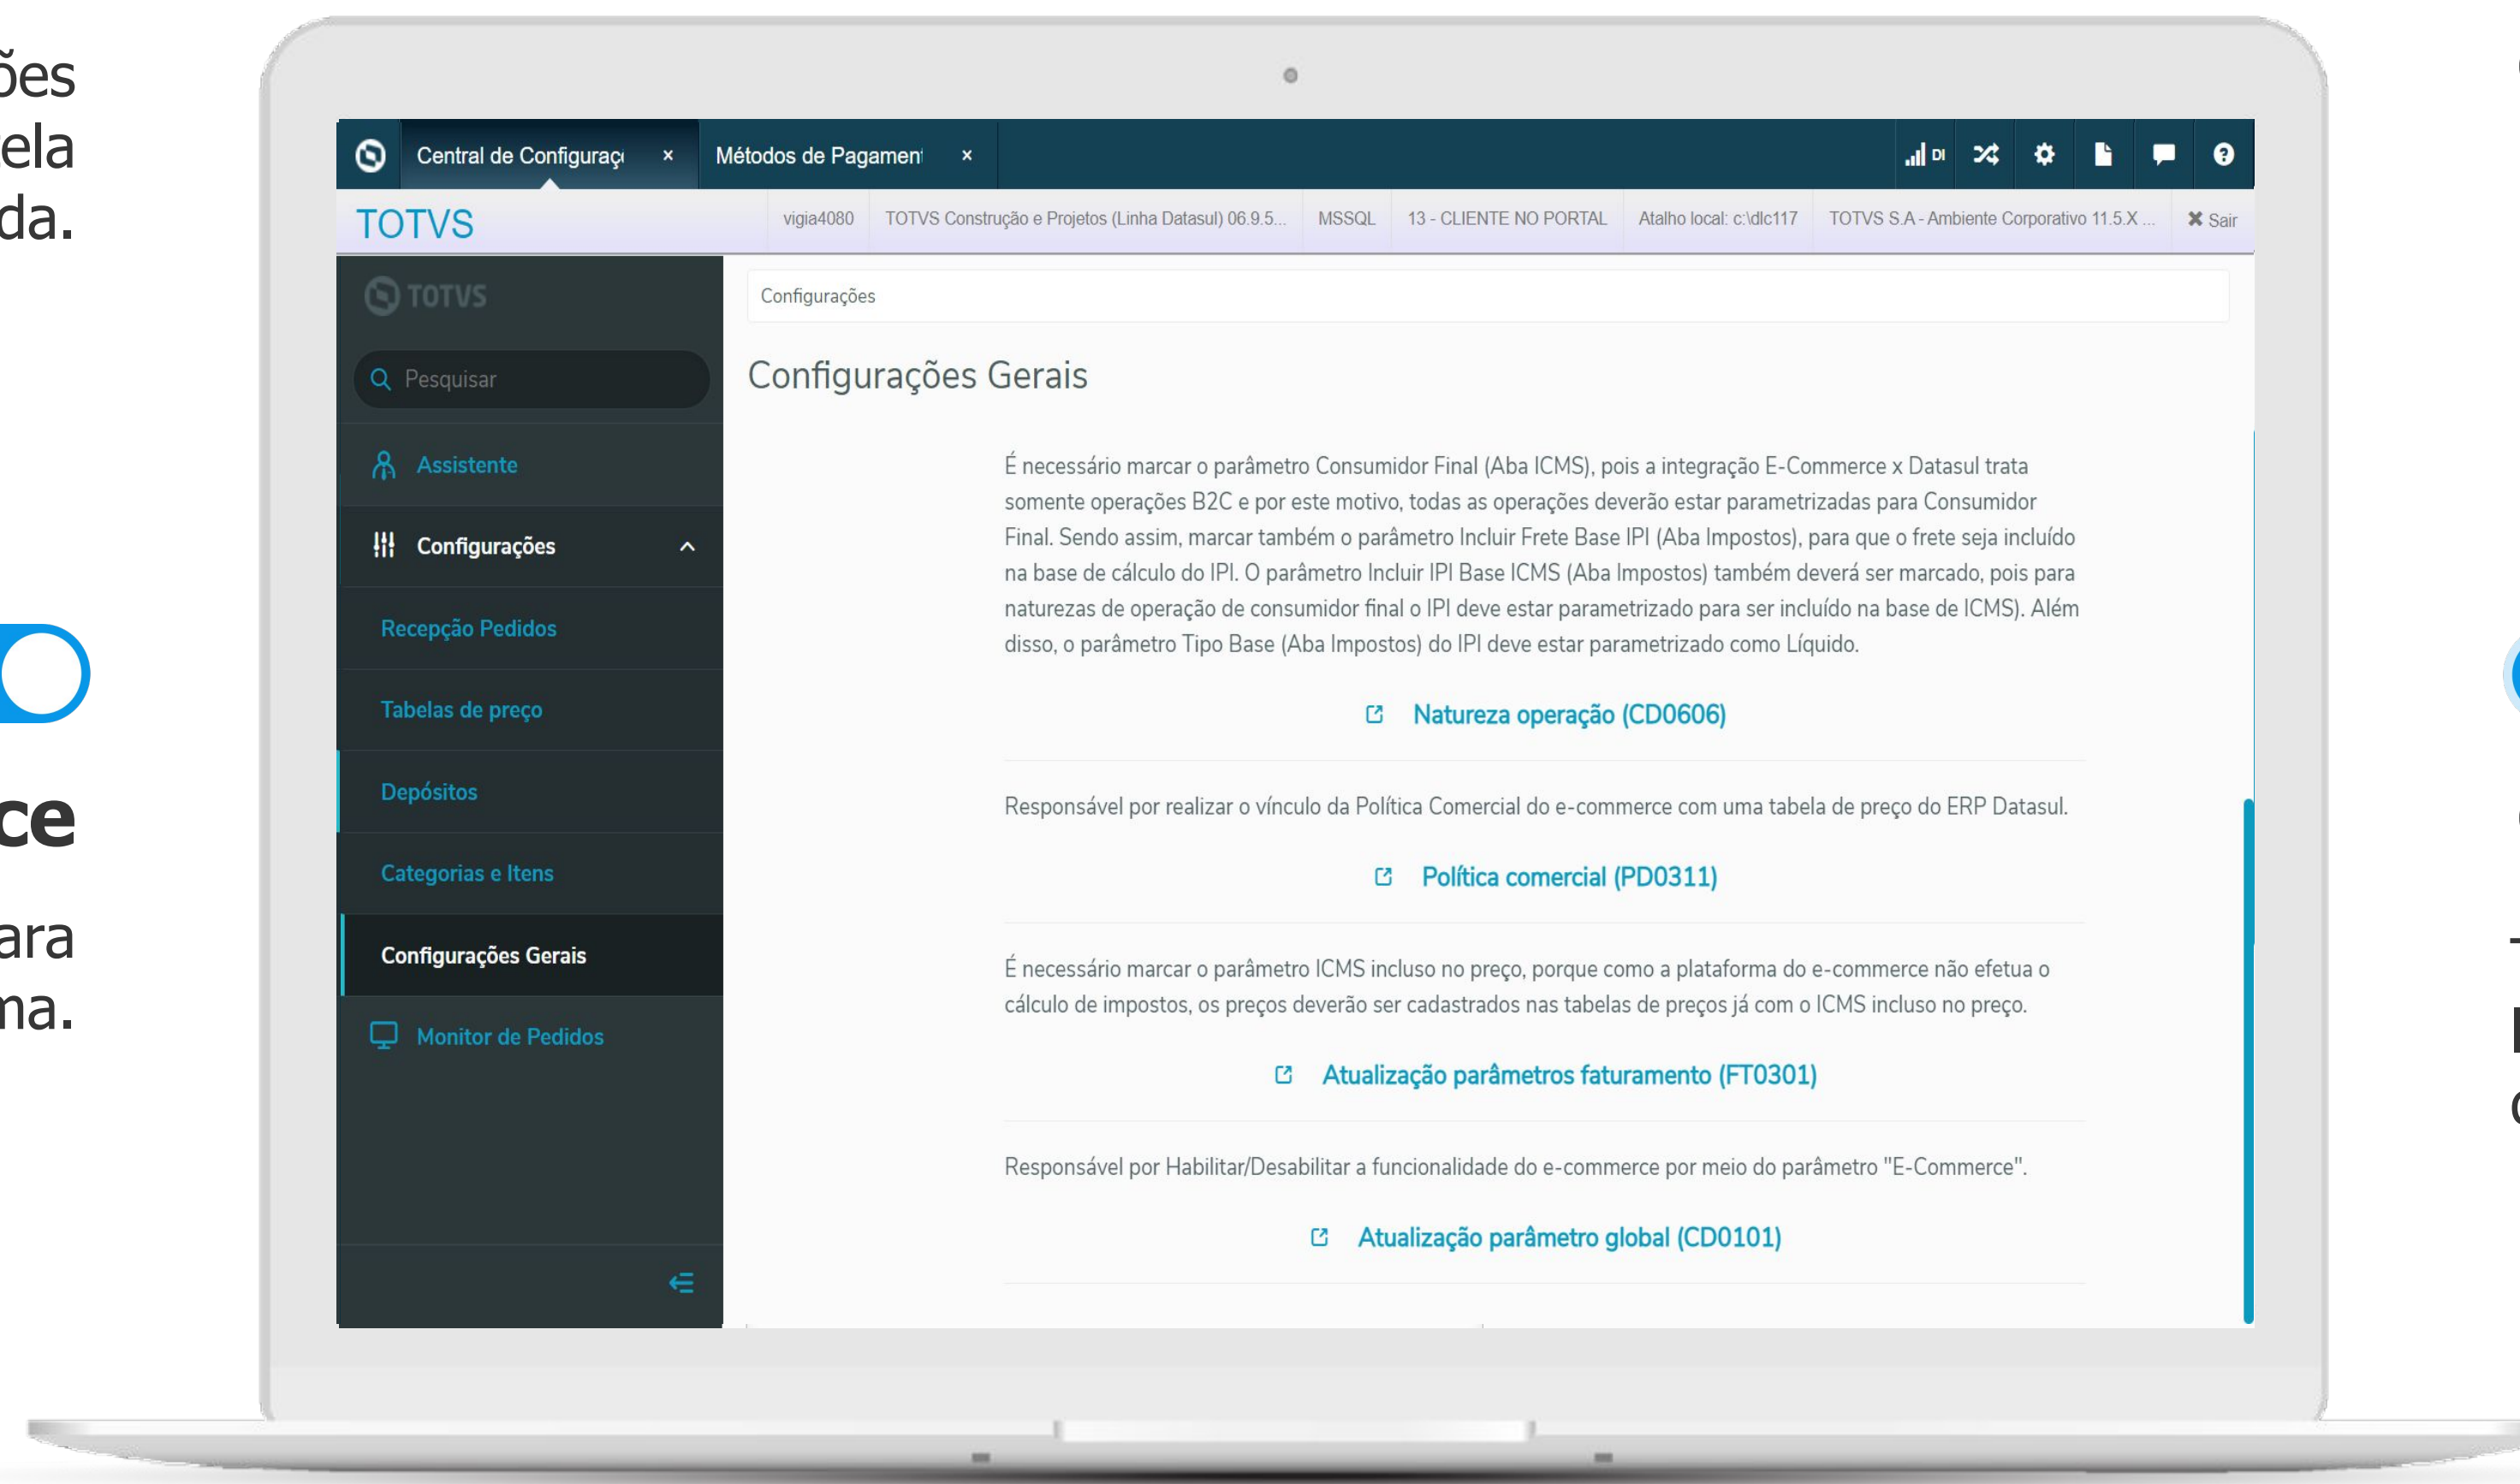 Central de Configuraç
Métodos de Pagamen
DI
TOTVS
vigia4080
TOTVS Construção e Projetos (Linha Datasul) 06.9.5...
MSSQL
13 - CLIENTE NO PORTAL
Atalho local: c:\dlc117
TOTVS S.A - Ambiente Corporativo 11.5.X ...
Sair
TOTVS
Pesquisar
Assistente
Configurações
Recepção Pedidos
Tabelas de preço
Depósitos
Categorias e Itens
Configurações Gerais
Monitor de Pedidos
Configurações
Configurações Gerais
É necessário marcar o parâmetro Consumidor Final (Aba ICMS), pois a integração E-Commerce x Datasul trata
somente operações B2C e por este motivo, todas as operações deverão estar parametrizadas para Consumidor
Final. Sendo assim, marcar também o parâmetro Incluir Frete Base IPI (Aba Impostos), para que o frete seja incluído
na base de cálculo do IPI. O parâmetro Incluir IPI Base ICMS (Aba Impostos) também deverá ser marcado, pois para
naturezas de operação de consumidor final o IPI deve estar parametrizado para ser incluído na base de ICMS). Além
disso, o parâmetro Tipo Base (Aba Impostos) do IPI deve estar parametrizado como Líquido.
Natureza operação (CD0606)
Responsável por realizar o vínculo da Política Comercial do e-commerce com uma tabela de preço do ERP Datasul.
Política comercial (PD0311)
É necessário marcar o parâmetro ICMS incluso no preço, porque como a plataforma do e-commerce não efetua o
cálculo de impostos, os preços deverão ser cadastrados nas tabelas de preços já com o ICMS incluso no preço.
Atualização parâmetros faturamento (FT0301)
Responsável por Habilitar/Desabilitar a funcionalidade do e-commerce por meio do parâmetro "E-Commerce".
Atualização parâmetro global (CD0101)